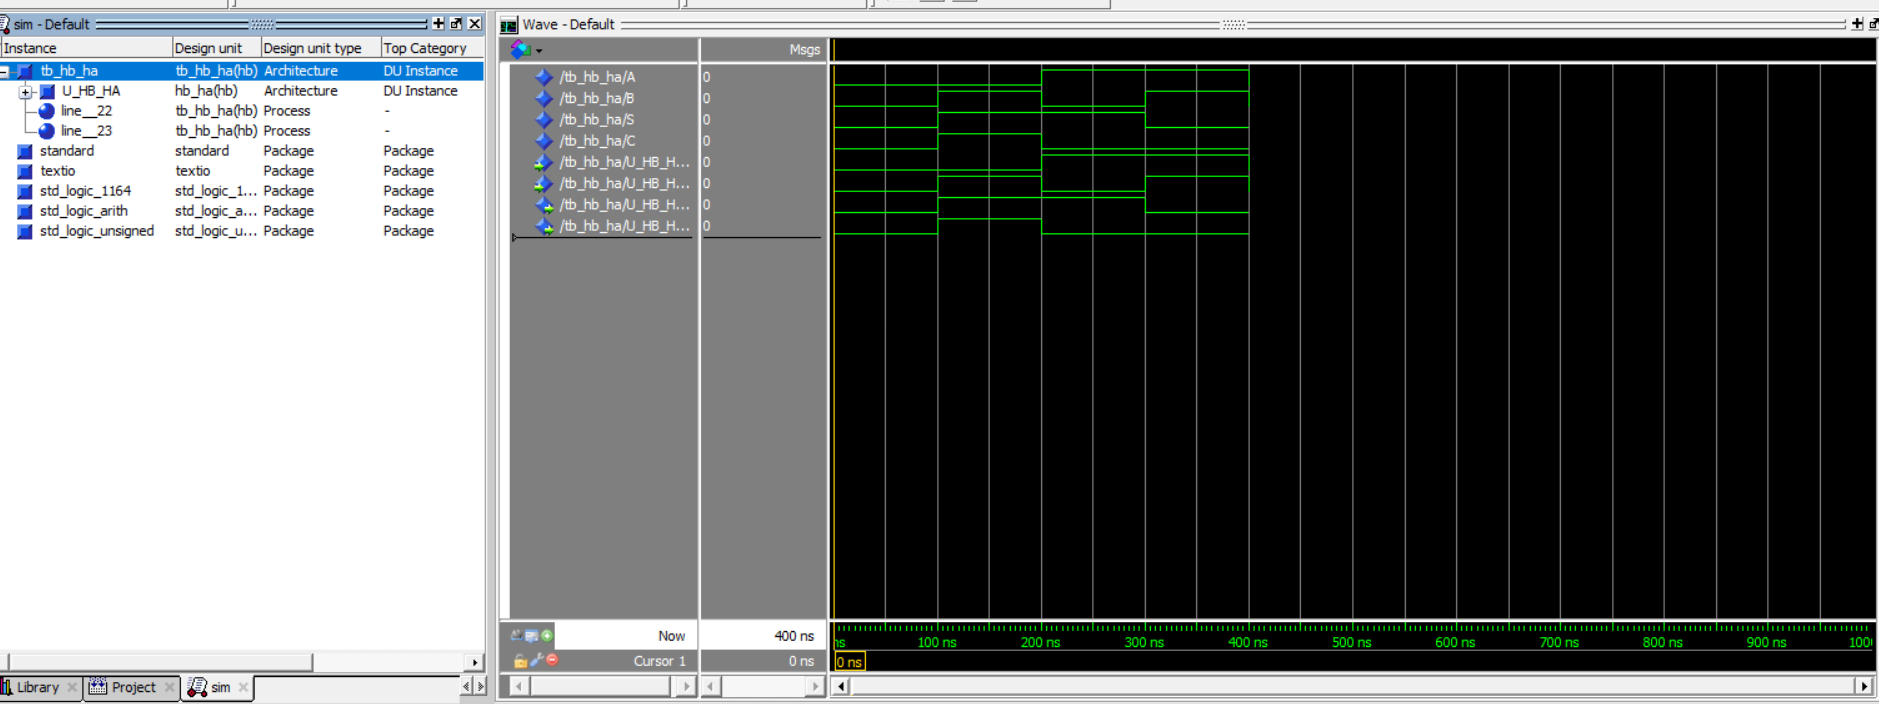 sim - Default
Instance Design unit Design unit type Top Category
tb_hb_ha tb_hb_ha(hb) Architecture DU Instance
U_HB_HA hb_ha(hb) Architecture DU Instance
line__22 tb_hb_ha(hb) Process -
line__23 tb_hb_ha(hb) Process -
standard standard Package Package
textio textio Package Package
std_logic_1164 std_logic_1... Package Package
std_logic_arith std_logic_a... Package Package
std_logic_unsigned std_logic_u... Package Package
Library Project sim
Wave - Default
Msgs
/tb_hb_ha/A 0
/tb_hb_ha/B 0
/tb_hb_ha/S 0
/tb_hb_ha/C 0
/tb_hb_ha/U_HB_H... 0
/tb_hb_ha/U_HB_H... 0
/tb_hb_ha/U_HB_H... 0
/tb_hb_ha/U_HB_H... 0
Now 400 ns
ns 100 ns 200 ns 300 ns 400 ns 500 ns 600 ns 700 ns 800 ns 900 ns 100
Cursor 1 0 ns
0 ns